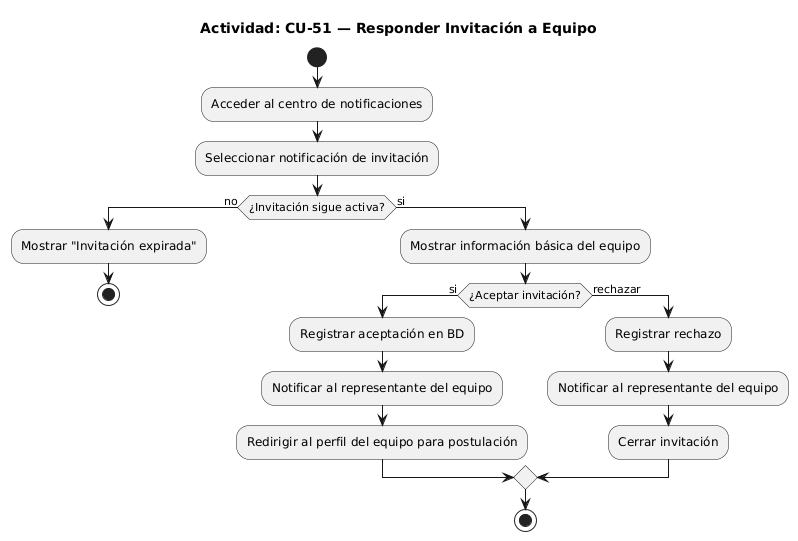 Actividad: CU-51 — Responder Invitación a Equipo
Acceder al centro de notificaciones
Seleccionar notificación de invitación
no
¿Invitación sigue activa?
si
Mostrar "Invitación expirada"
Mostrar información básica del equipo
si
¿Aceptar invitación?
rechazar
Registrar aceptación en BD
Registrar rechazo
Notificar al representante del equipo
Notificar al representante del equipo
Redirigir al perfil del equipo para postulación
Cerrar invitación